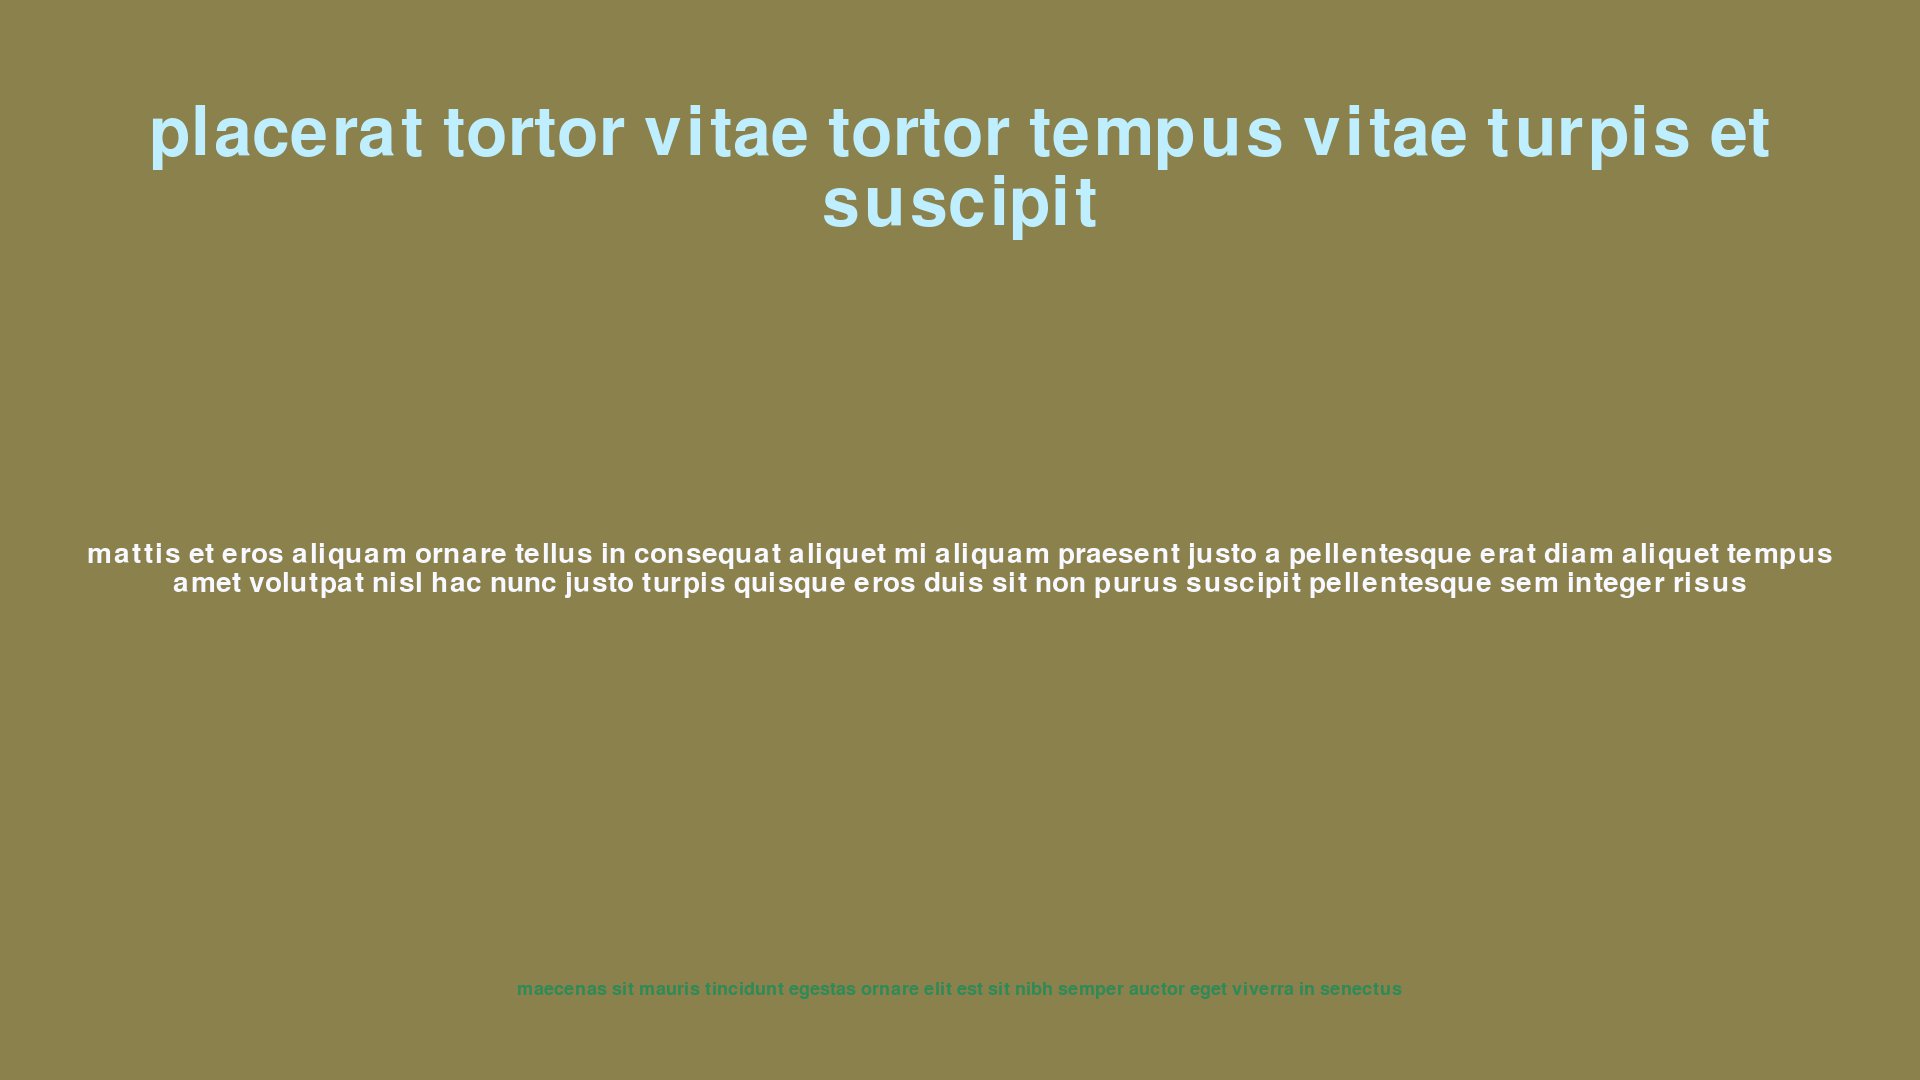 placerat tortor vitae tortor tempus vitae turpis et
suscipit
mattis et eros aliquam ornare tellus in consequat aliquet mi aliquam praesent justo a pellentesque erat diam aliquet tempus
amet volutpat nisl hac nunc justo turpis quisque eros duis sit non purus suscipit pellentesque sem integer risus
maecenas sit mauris tincidunt egestas ornare elit est sit nibh semper auctor eget viverra in senectus